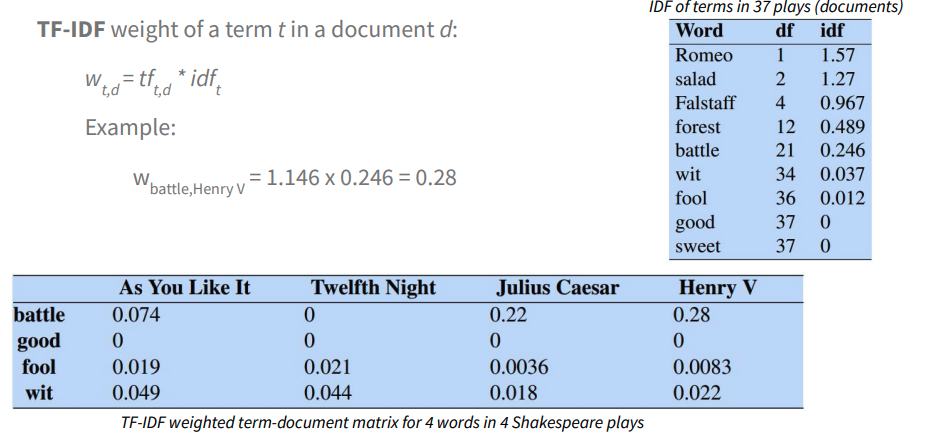 TF-IDF weight of a term t in a document d:
w t,d = tf t,d * idf t
Example:
w battle,Henry V = 1.146 x 0.246 = 0.28
IDF of terms in 37 plays (documents)
Word df idf
Romeo 1 1.57
salad 2 1.27
Falstaff 4 0.967
forest 12 0.489
battle 21 0.246
wit 34 0.037
fool 36 0.012
good 37 0
sweet 37 0
As You Like It Twelfth Night Julius Caesar Henry V
battle 0.074 0 0.22 0.28
good 0 0 0 0
fool 0.019 0.021 0.0036 0.0083
wit 0.049 0.044 0.018 0.022
TF-IDF weighted term-document matrix for 4 words in 4 Shakespeare plays